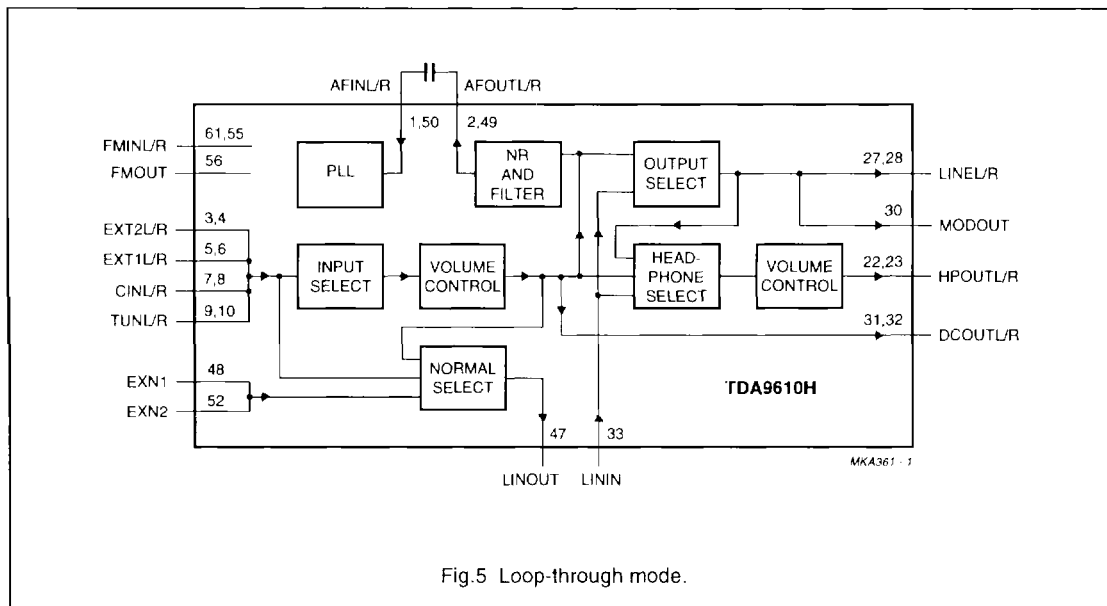 AFINL/R AFOUTL/R
1,50 2,49
FMINL/R 61,55
FMOUT 56
PLL
NR
AND
FILTER
OUTPUT
SELECT
27,28 LINEL/R
30 MODOUT
EXT2L/R 3,4
EXT1L/R 5,6
CINL/R 7,8
TUNL/R 9,10
INPUT
SELECT
VOLUME
CONTROL
HEAD-
PHONE
SELECT
VOLUME
CONTROL
22,23 HPOUTL/R
31,32 DCOUTL/R
NORMAL
SELECT
EXN1 48
EXN2 52
TDA9610H
47 33
LINOUT LININ
MKA361 - 1
Fig.5 Loop-through mode.